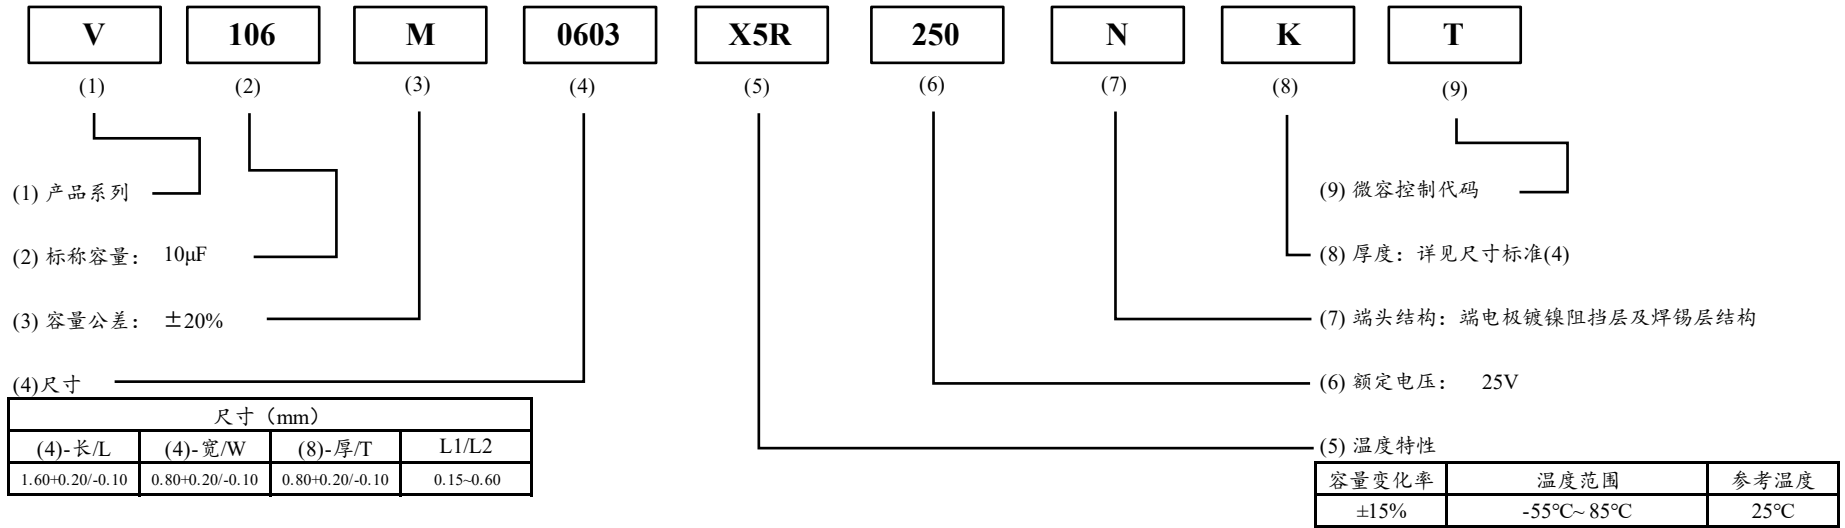 V 106 M 0603 X5R 250 N K T
(1) (2) (3) (4) (5) (6) (7) (8) (9)
(1) 产品系列
(9) 微容控制代码
(2) 标称容量： 10μF
(8) 厚度：详见尺寸标准(4)
(3) 容量公差： ±20%
(7) 端头结构：端电极镀镍阻挡层及焊锡层结构
(4)尺寸
(6) 额定电压： 25V
尺寸（mm）
(4)-长/L (4)-宽/W (8)-厚/T L1/L2
1.60+0.20/-0.10 0.80+0.20/-0.10 0.80+0.20/-0.10 0.15~0.60
(5) 温度特性
容量变化率 温度范围 参考温度
±15% -55℃~ 85℃ 25℃